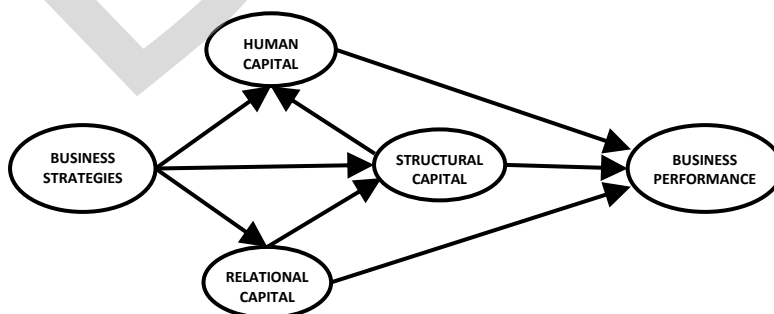 HUMAN
CAPITAL
BUSINESS
STRATEGIES
STRUCTURAL
CAPITAL
BUSINESS
PERFORMANCE
RELATIONAL
CAPITAL